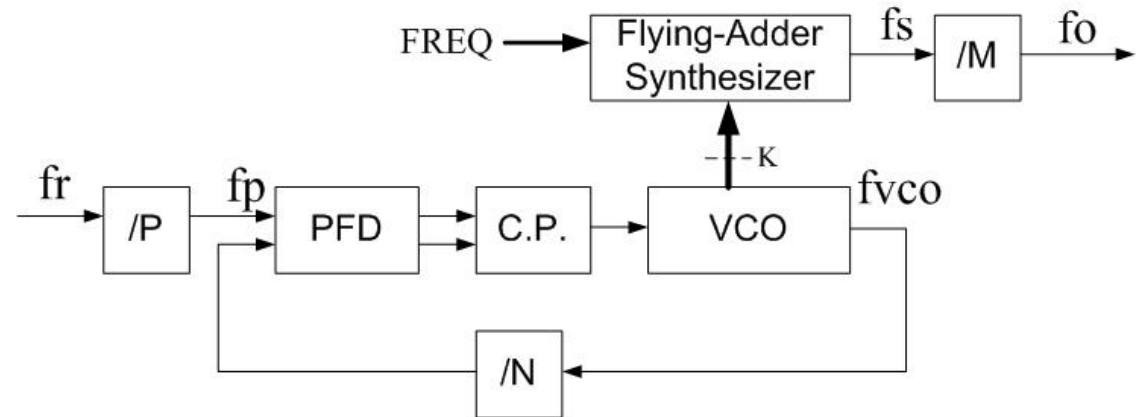 FREQ
Flying-Adder
Synthesizer
fs
/M
fo
K
fr
/P
fp
PFD
C.P.
VCO
fvco
/N